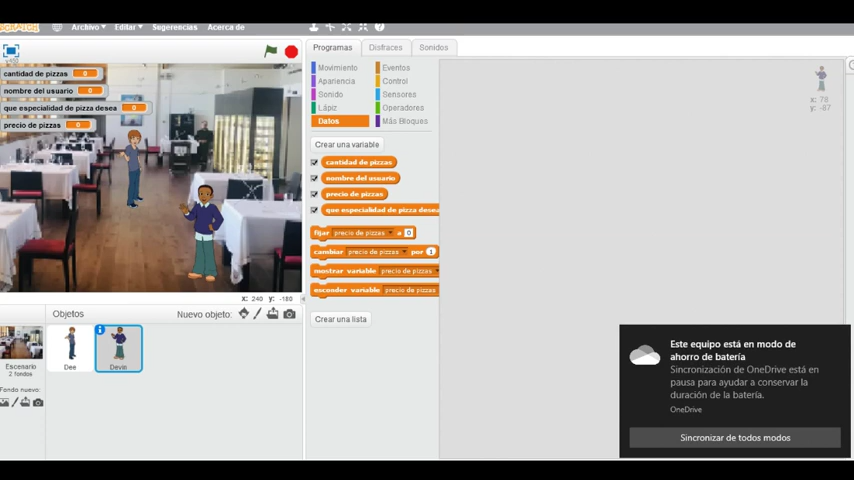 SCRATCH
Archivo Editar Sugerencias Acerca de
Programas Disfraces Sonidos
cantidad de pizzas 0
nombre del usuario 0
que especialidad de pizza desea 0
precio de pizzas 0
Movimiento Eventos
Apariencia Control
Sonido Sensores
Lápiz Operadores
Datos Más Bloques
Crear una variable
cantidad de pizzas
nombre del usuario
precio de pizzas
que especialidad de pizza desea
fijar precio de pizzas a 0
cambiar precio de pizzas por 1
mostrar variable precio de pizzas
esconder variable precio de pizzas
Crear una lista
x: 78
y: -87
x: 240 y: -180
Objetos Nuevo objeto:
Escenario
2 fondos
Fondo nuevo:
Dee
Devin
Este equipo está en modo de
ahorro de batería
Sincronización de OneDrive está en
pausa para ayudar a conservar la
duración de la batería.
OneDrive
Sincronizar de todos modos